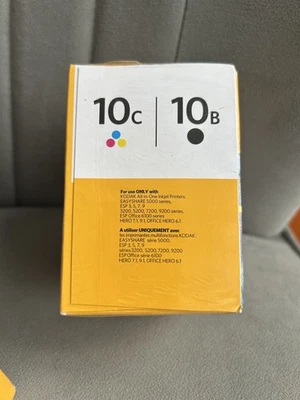 10C | 10B
For use ONLY with
KODAK All-in-One Inkjet Printers:
EASYSHARE 5000 series,
ESP 3, 5, 7, 9
3200, 5200, 7200, 9200 series,
ESP Office 6100 series
HERO 7.1, 9.1, OFFICE HERO 6.1
A utiliser UNIQUEMENT avec:
les imprimantes multifonctions KODAK,
EASYSHARE série 5000,
ESP 3, 5, 7, 9
séries 3200, 5200, 7200, 9200
ESP Office série 6100
HERO 7.1, 9.1, OFFICE HERO 6.1